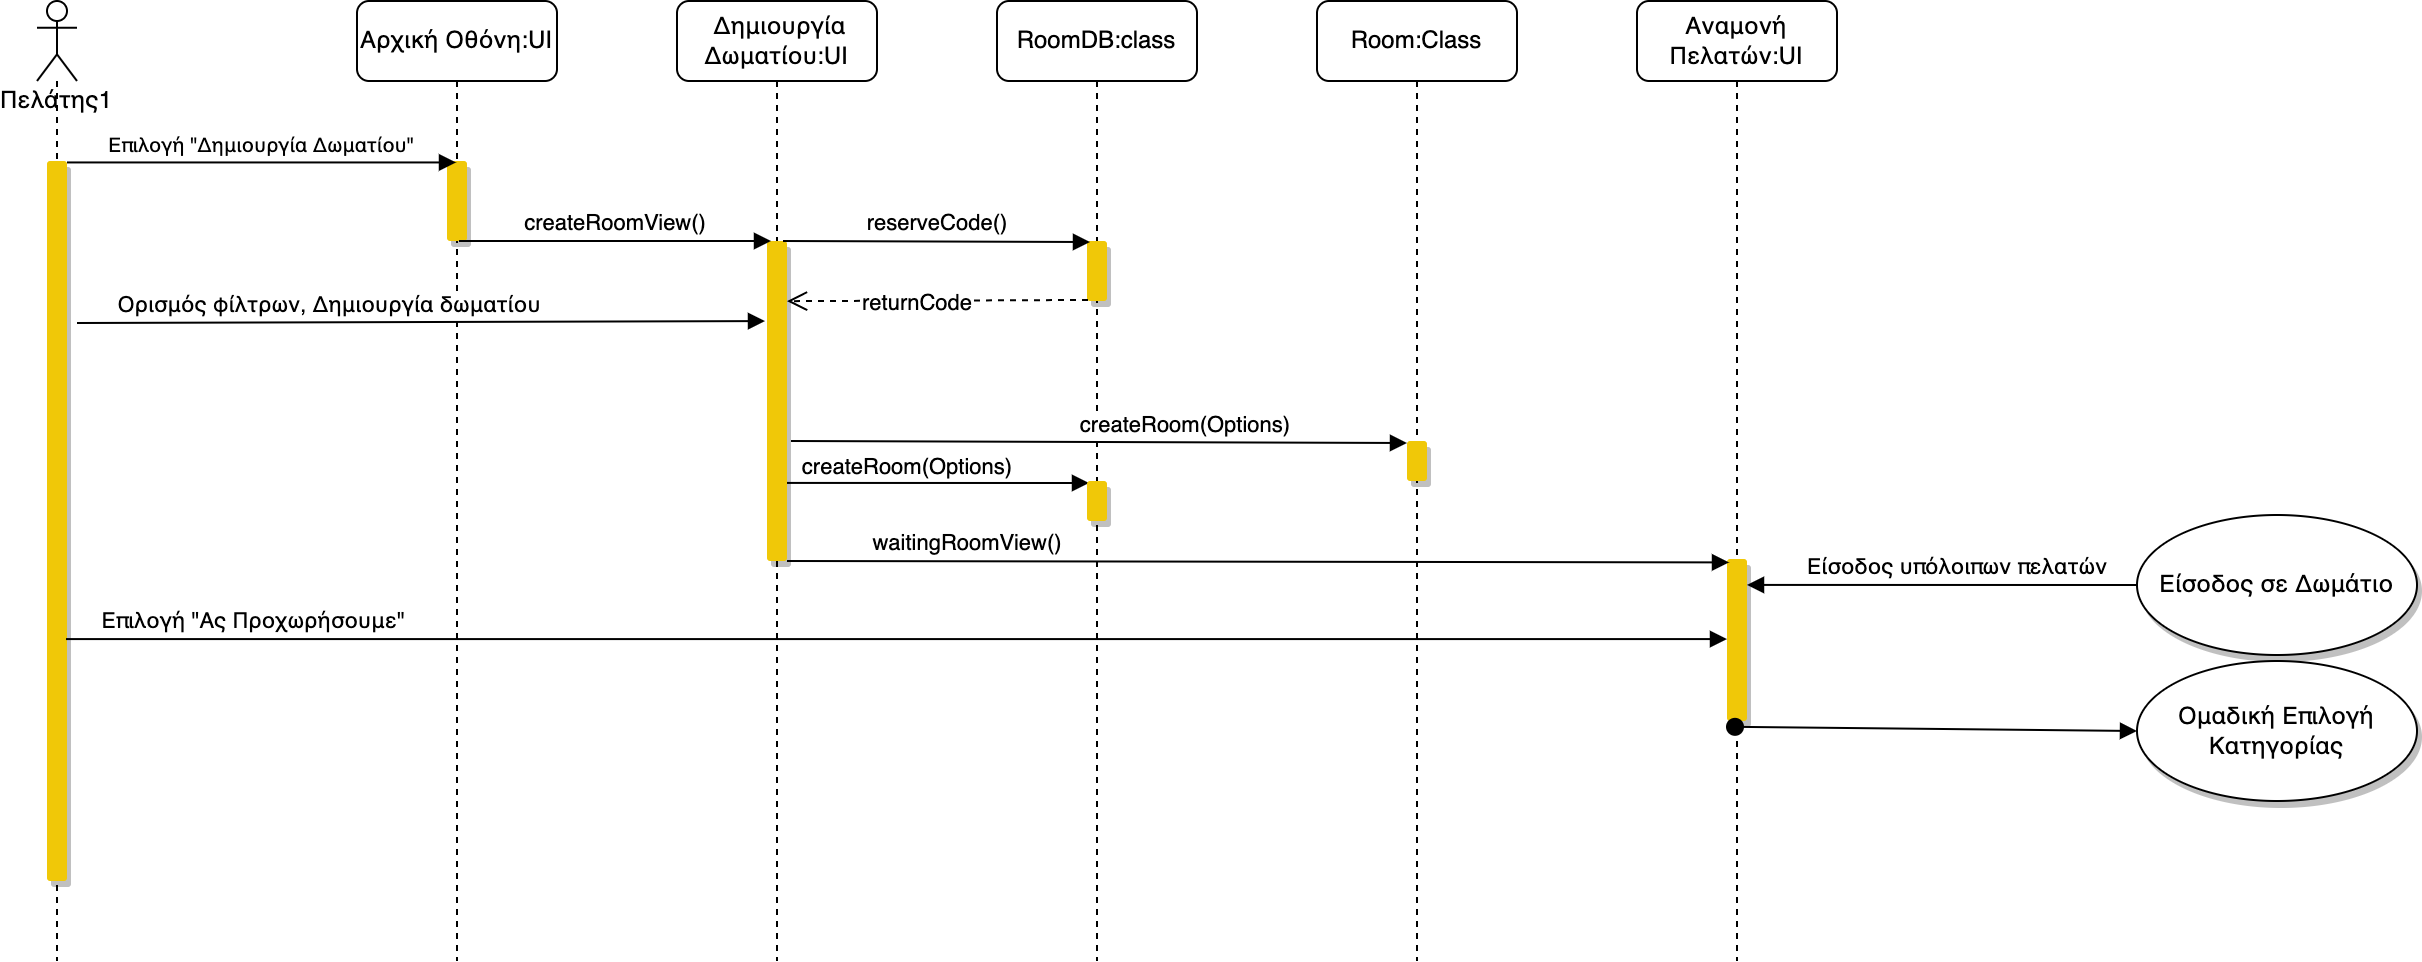 Πελάτης1
Αρχική Οθόνη:UI
Δημιουργία
Δωματίου:UI
RoomDB:class
Room:Class
Αναμονή
Πελατών:UI
Επιλογή "Δημιουργία Δωματίου"
createRoomView()
reserveCode()
returnCode
Ορισμός φίλτρων, Δημιουργία δωματίου
createRoom(Options)
createRoom(Options)
waitingRoomView()
Είσοδος υπόλοιπων πελατών
Είσοδος σε Δωμάτιο
Επιλογή "Ας Προχωρήσουμε"
Ομαδική Επιλογή
Κατηγορίας